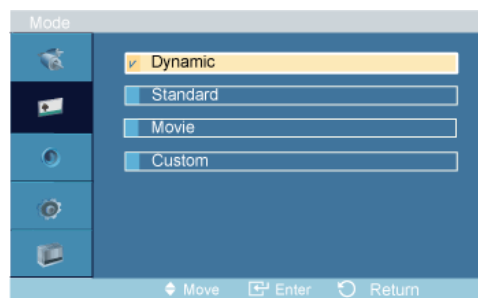 Mode
Dynamic
Standard
Movie
Custom
Move Enter Return